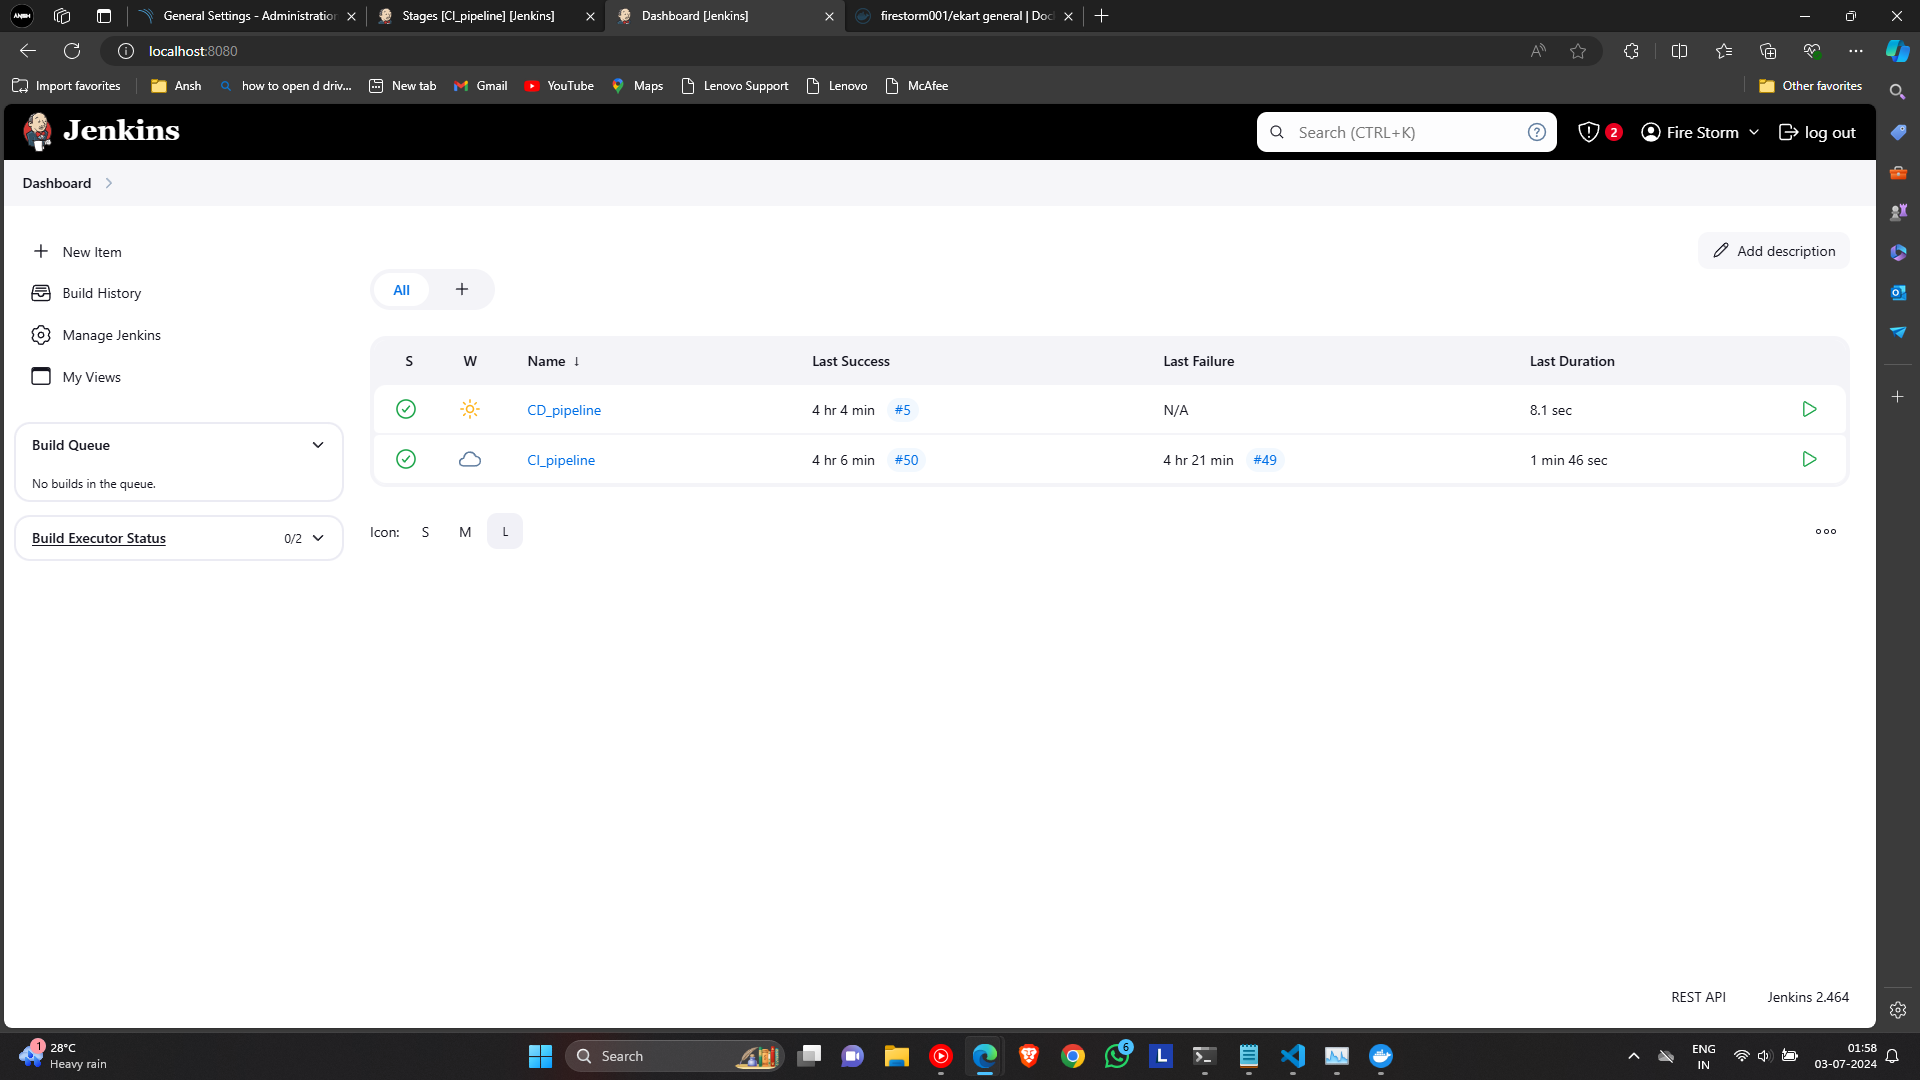 General Settings - Administration
Stages [CI_pipeline] [Jenkins]
Dashboard [Jenkins]
firestorm001/ekart general | Doc
localhost:8080
Import favorites
Ansh
how to open d driv...
New tab
Gmail
YouTube
Maps
Lenovo Support
Lenovo
McAfee
Other favorites
Jenkins
Search (CTRL+K)
2
Fire Storm
log out
Dashboard
New Item
Build History
Manage Jenkins
My Views
Add description
All
S W Name ↓ Last Success Last Failure Last Duration
CD_pipeline 4 hr 4 min #5 N/A 8.1 sec
CI_pipeline 4 hr 6 min #50 4 hr 21 min #49 1 min 46 sec
Build Queue
No builds in the queue.
Build Executor Status 0/2
Icon: S M L
REST API Jenkins 2.464
1
28°C
Heavy rain
Search
6
L
ENG
IN
01:58
03-07-2024